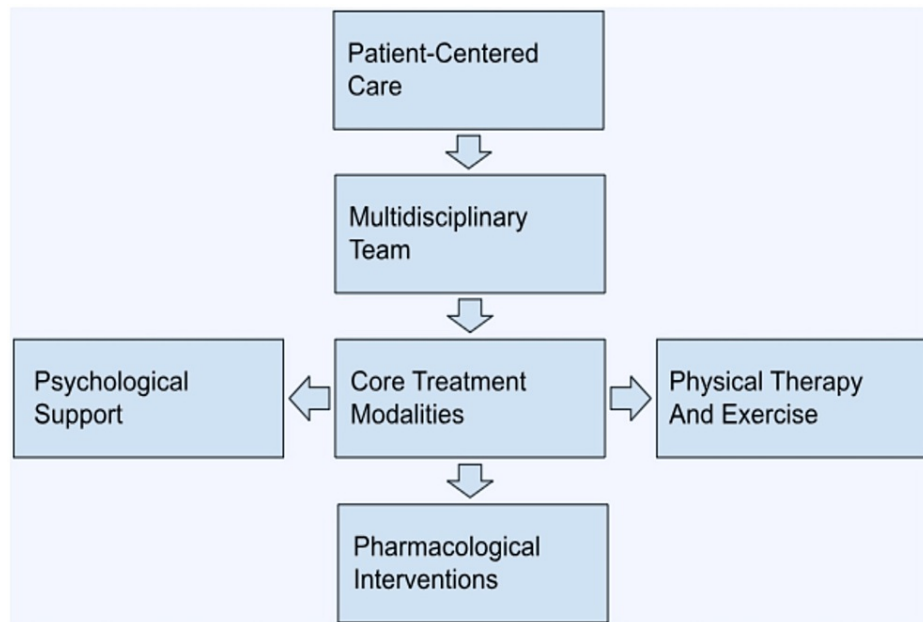 Patient-Centered
Care
Multidisciplinary
Team
Psychological
Support
Core Treatment
Modalities
Physical Therapy
And Exercise
Pharmacological
Interventions